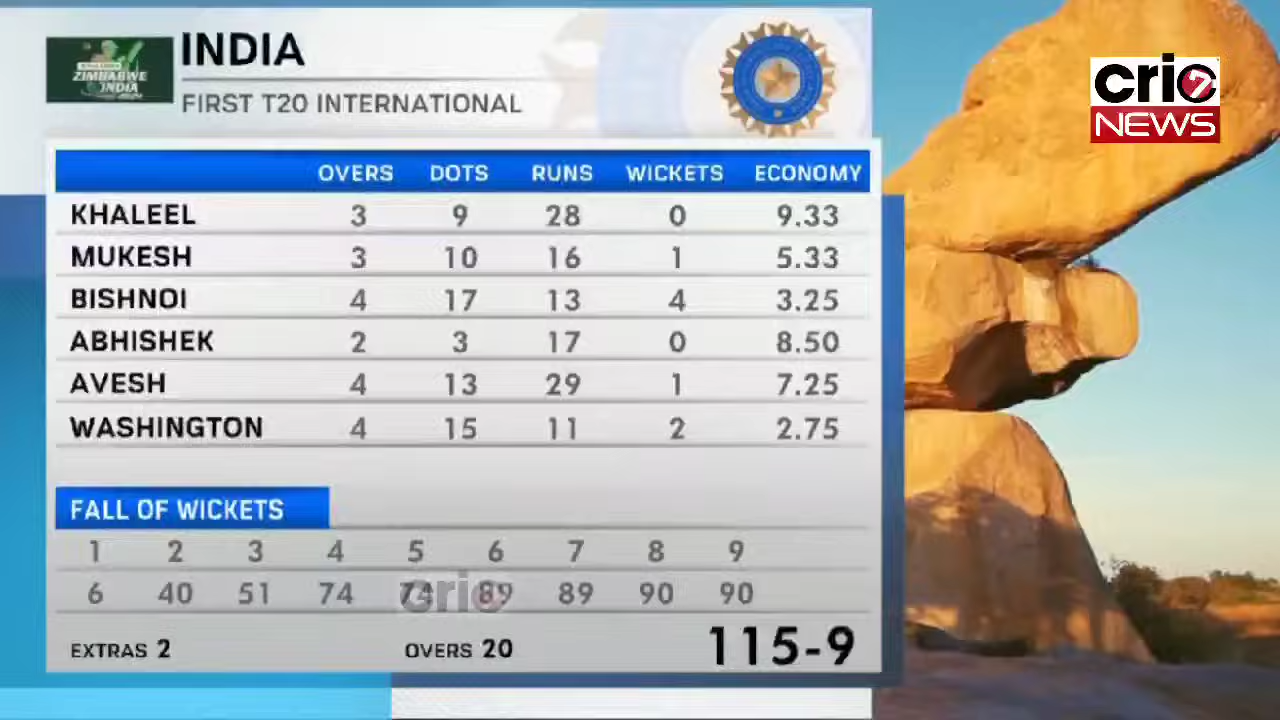 INDIA
ZIMBABWE
INDIA
FIRST T20 INTERNATIONAL
cric
NEWS
OVERS DOTS RUNS WICKETS ECONOMY
KHALEEL 3 9 28 0 9.33
MUKESH 3 10 16 1 5.33
BISHNOI 4 17 13 4 3.25
ABHISHEK 2 3 17 0 8.50
AVESH 4 13 29 1 7.25
WASHINGTON 4 15 11 2 2.75
FALL OF WICKETS
1 2 3 4 5 6 7 8 9
6 40 51 74 74 89 89 90 90
cric
EXTRAS 2 OVERS 20 115-9